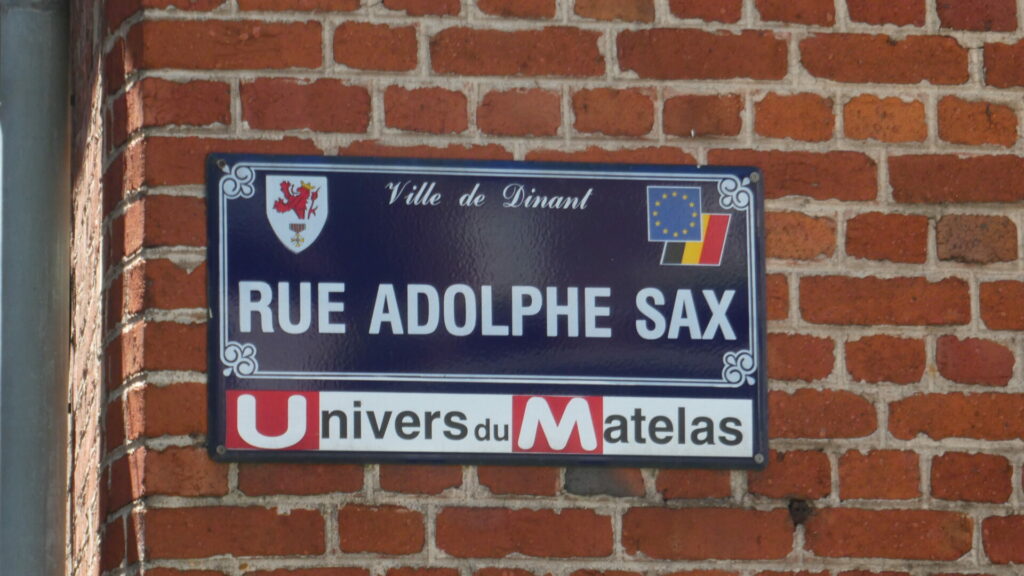 Ville de Dinant
RUE ADOLPHE SAX
Univers du Matelas